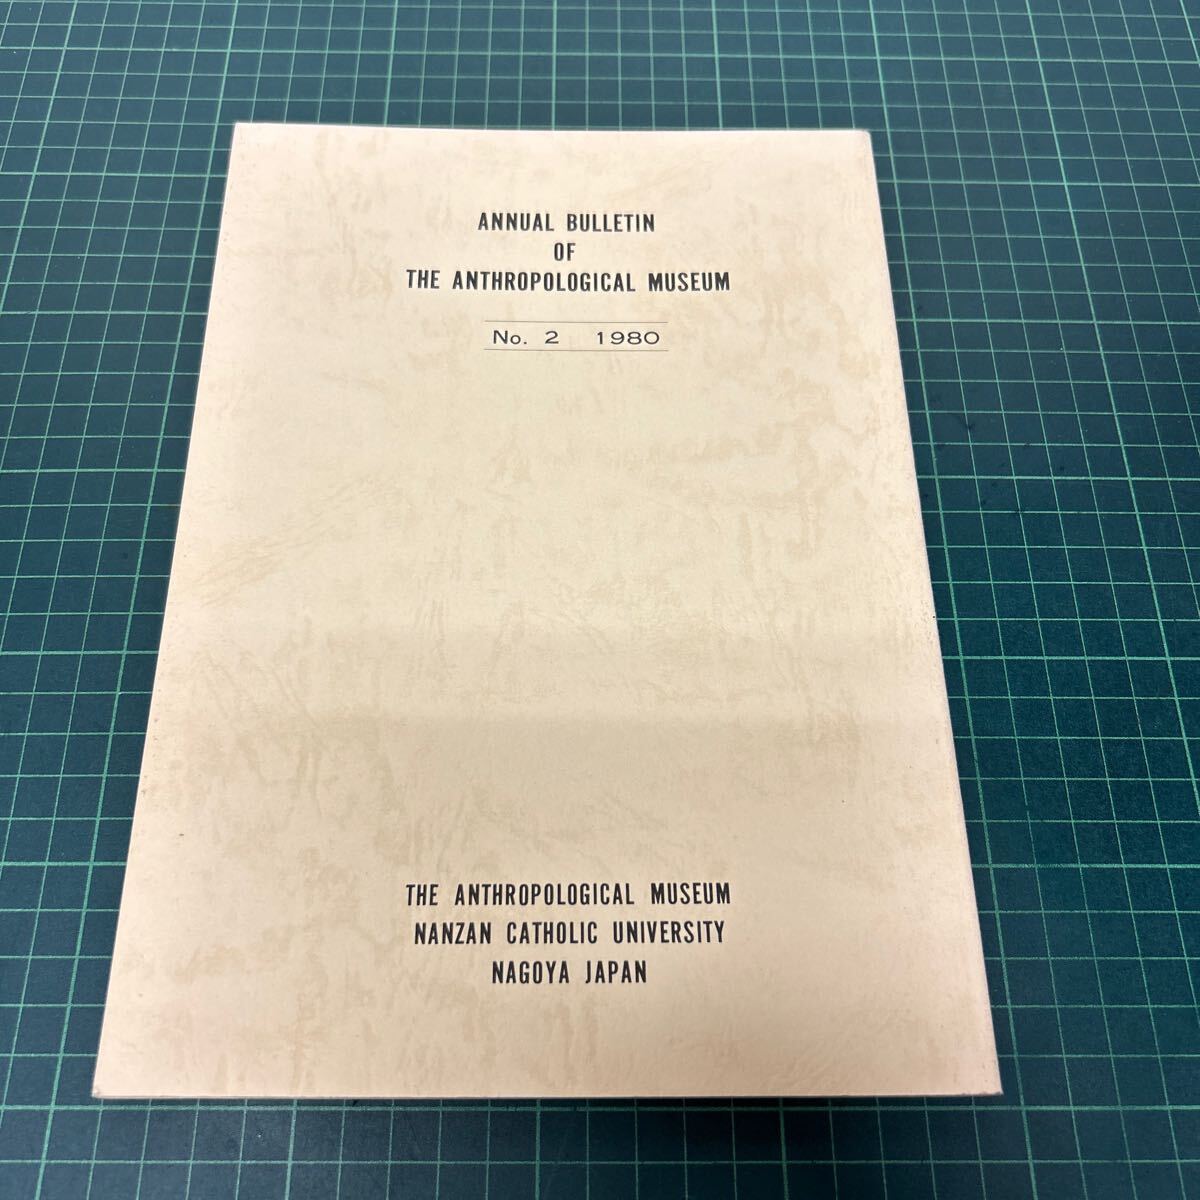 ANNUAL BULLETIN
OF
THE ANTHROPOLOGICAL MUSEUM
No. 2 1980
THE ANTHROPOLOGICAL MUSEUM
NANZAN CATHOLIC UNIVERSITY
NAGOYA JAPAN